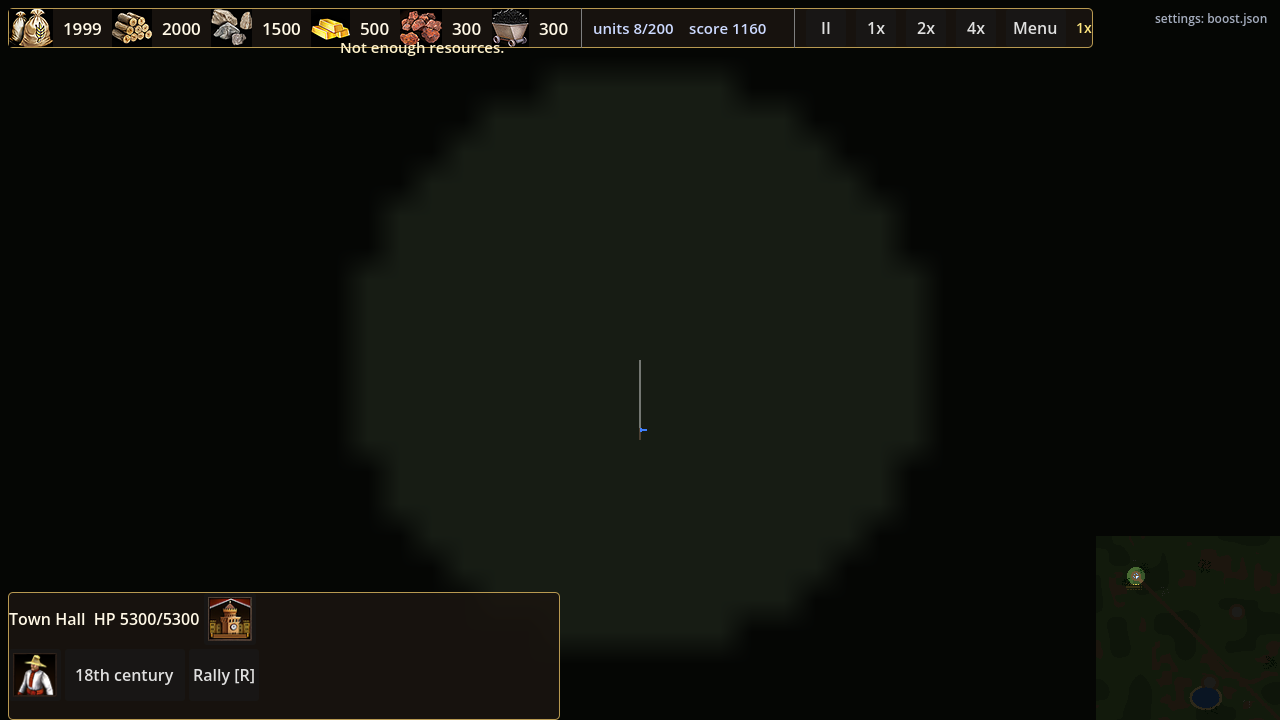 1999 2000 1500 500 300 300 units 8/200 score 1160 II 1x 2x 4x Menu 1x
settings: boost.json
Not enough resources.
Town Hall HP 5300/5300
18th century Rally [R]